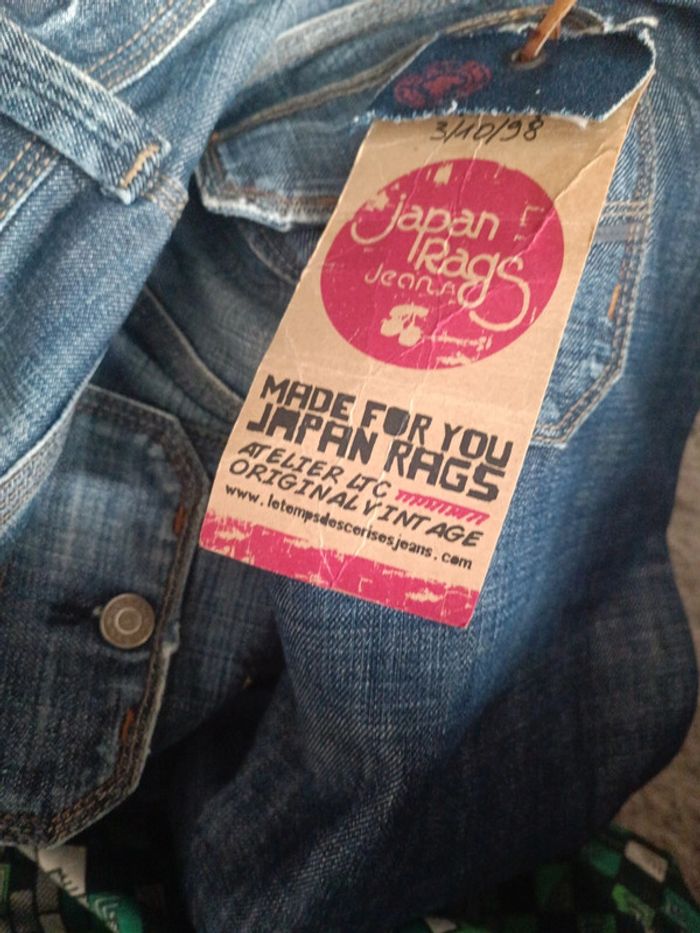 3/10/98
Japan
Rags
Jeans
MADE FOR YOU
JAPAN RAGS
ATELIER LTC
ORIGINAL VINTAGE
www.letempsdescerisesjeans.com